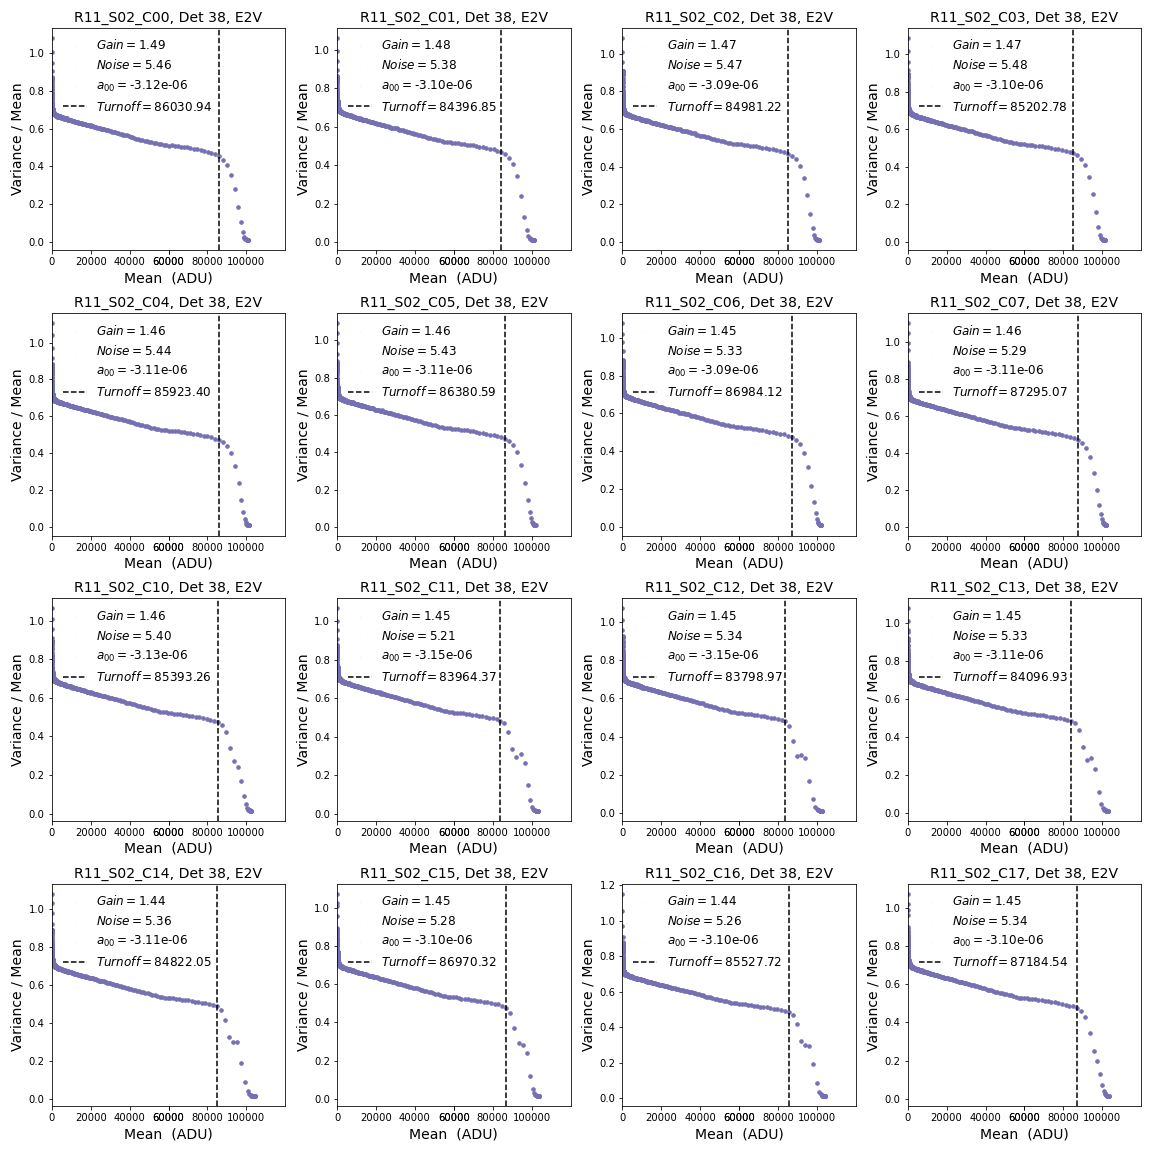 R11_S02_C00, Det 38, E2V
Gain = 1.49
Noise = 5.46
a00 = -3.12e-06
Turnoff = 86030.94
Variance / Mean
Mean (ADU)
R11_S02_C01, Det 38, E2V
Gain = 1.48
Noise = 5.38
a00 = -3.10e-06
Turnoff = 84396.85
Variance / Mean
Mean (ADU)
R11_S02_C02, Det 38, E2V
Gain = 1.47
Noise = 5.47
a00 = -3.09e-06
Turnoff = 84981.22
Variance / Mean
Mean (ADU)
R11_S02_C03, Det 38, E2V
Gain = 1.47
Noise = 5.48
a00 = -3.10e-06
Turnoff = 85202.78
Variance / Mean
Mean (ADU)
R11_S02_C04, Det 38, E2V
Gain = 1.46
Noise = 5.44
a00 = -3.11e-06
Turnoff = 85923.40
Variance / Mean
Mean (ADU)
R11_S02_C05, Det 38, E2V
Gain = 1.46
Noise = 5.43
a00 = -3.11e-06
Turnoff = 86380.59
Variance / Mean
Mean (ADU)
R11_S02_C06, Det 38, E2V
Gain = 1.45
Noise = 5.33
a00 = -3.09e-06
Turnoff = 86984.12
Variance / Mean
Mean (ADU)
R11_S02_C07, Det 38, E2V
Gain = 1.46
Noise = 5.29
a00 = -3.11e-06
Turnoff = 87295.07
Variance / Mean
Mean (ADU)
R11_S02_C10, Det 38, E2V
Gain = 1.46
Noise = 5.40
a00 = -3.13e-06
Turnoff = 85393.26
Variance / Mean
Mean (ADU)
R11_S02_C11, Det 38, E2V
Gain = 1.45
Noise = 5.21
a00 = -3.15e-06
Turnoff = 83964.37
Variance / Mean
Mean (ADU)
R11_S02_C12, Det 38, E2V
Gain = 1.45
Noise = 5.34
a00 = -3.15e-06
Turnoff = 83798.97
Variance / Mean
Mean (ADU)
R11_S02_C13, Det 38, E2V
Gain = 1.45
Noise = 5.33
a00 = -3.11e-06
Turnoff = 84096.93
Variance / Mean
Mean (ADU)
R11_S02_C14, Det 38, E2V
Gain = 1.44
Noise = 5.36
a00 = -3.11e-06
Turnoff = 84822.05
Variance / Mean
Mean (ADU)
R11_S02_C15, Det 38, E2V
Gain = 1.45
Noise = 5.28
a00 = -3.10e-06
Turnoff = 86970.32
Variance / Mean
Mean (ADU)
R11_S02_C16, Det 38, E2V
Gain = 1.44
Noise = 5.26
a00 = -3.10e-06
Turnoff = 85527.72
Variance / Mean
Mean (ADU)
R11_S02_C17, Det 38, E2V
Gain = 1.45
Noise = 5.34
a00 = -3.10e-06
Turnoff = 87184.54
Variance / Mean
Mean (ADU)